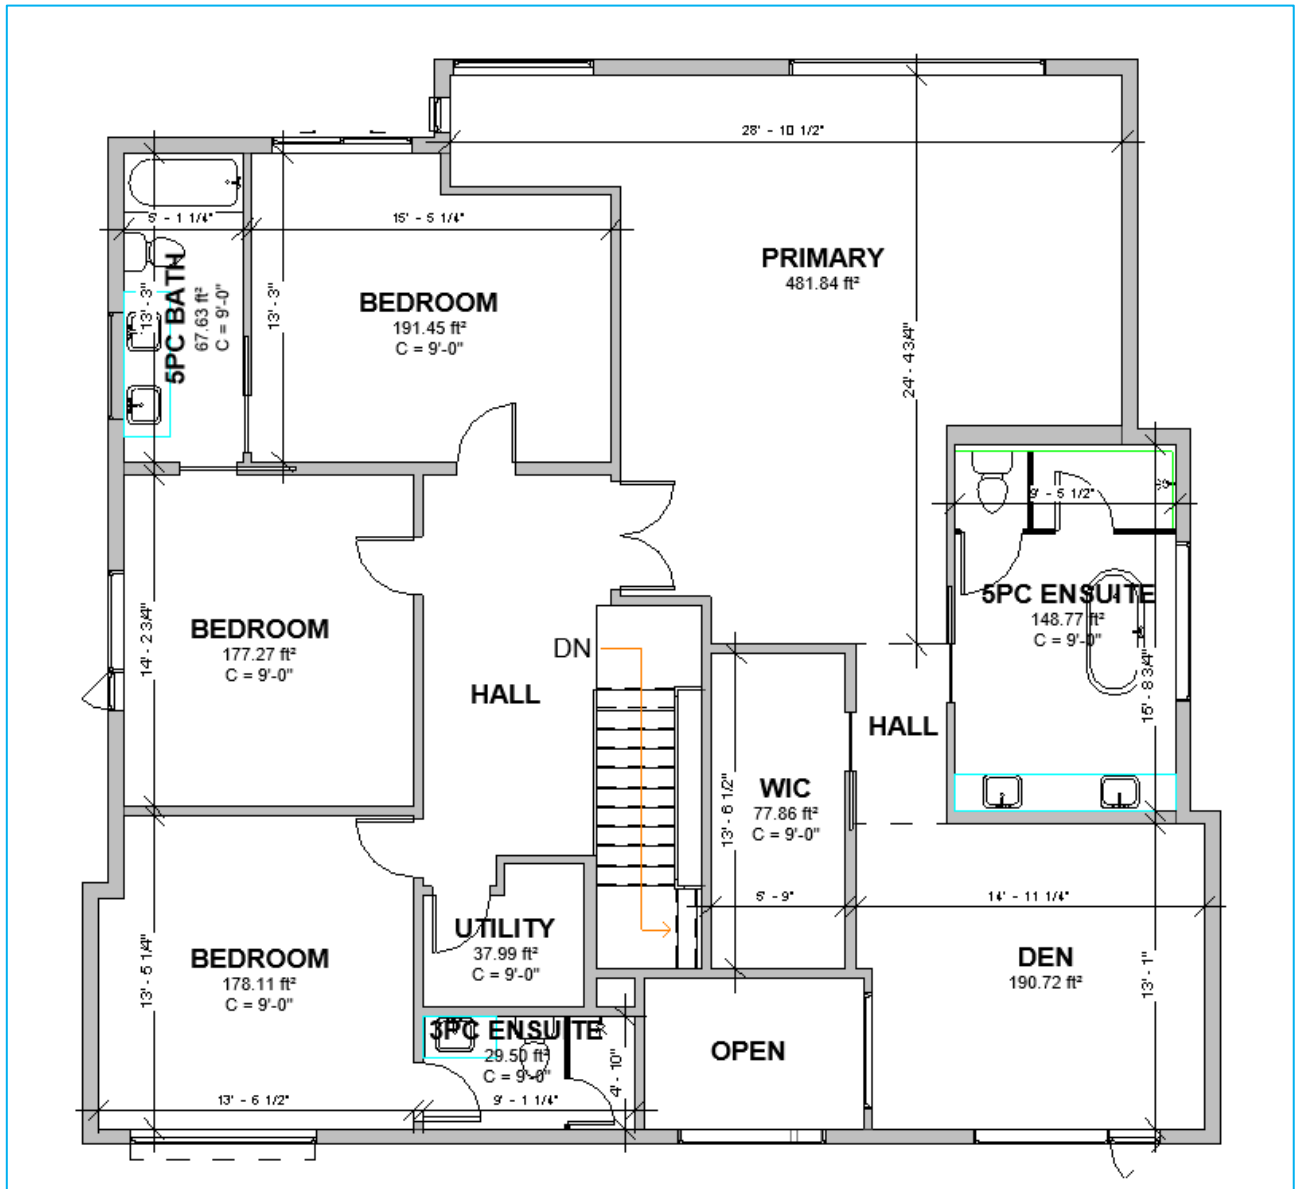 28' - 10 1/2"
5' - 1 1/4"
15' - 5 1/4"
PRIMARY
481.84 ft²
5PC BATH
67.63 ft²
C = 9'-0"
13' - 3"
13' - 3"
BEDROOM
191.45 ft²
C = 9'-0"
24' - 4 3/4"
9' - 5 1/2"
5PC ENSUITE
148.77 ft²
C = 9'-0"
15' - 8 3/4"
14' - 2 3/4"
BEDROOM
177.27 ft²
C = 9'-0"
DN
HALL
HALL
13' - 6 1/2"
WIC
77.86 ft²
C = 9'-0"
5' - 9"
14' - 11 1/4"
13' - 5 1/4"
BEDROOM
178.11 ft²
C = 9'-0"
UTILITY
37.99 ft²
C = 9'-0"
DEN
190.72 ft²
13' - 1"
3PC ENSUITE
29.50 ft²
C = 9'-0"
4' - 10"
OPEN
13' - 6 1/2"
9' - 1 1/4"